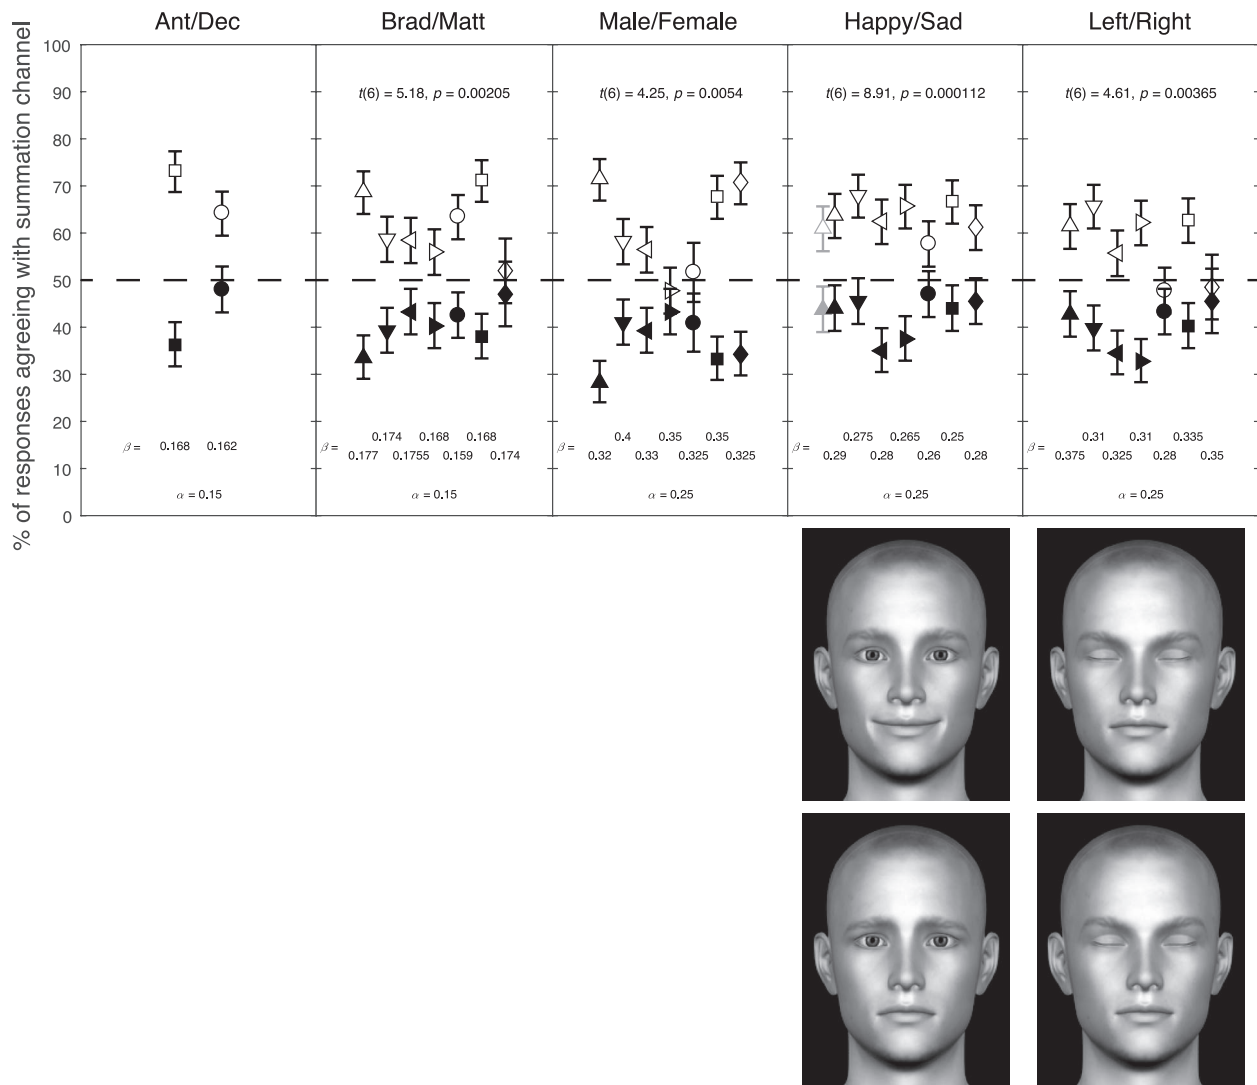 Ant/Dec Brad/Matt Male/Female Happy/Sad Left/Right
% of responses agreeing with summation channel
100
90
80
70
60
50
40
30
20
10
0
t(6) = 5.18, p = 0.00205 t(6) = 4.25, p = 0.0054 t(6) = 8.91, p = 0.000112 t(6) = 4.61, p = 0.00365
β = 0.168 0.162
β = 0.174 0.168 0.168
0.177 0.1755 0.159 0.174
β = 0.4 0.35 0.35
0.32 0.33 0.325 0.325
β = 0.275 0.265 0.25
0.29 0.28 0.26 0.28
β = 0.31 0.31 0.335
0.375 0.325 0.28 0.35
α = 0.15 α = 0.15 α = 0.25 α = 0.25 α = 0.25